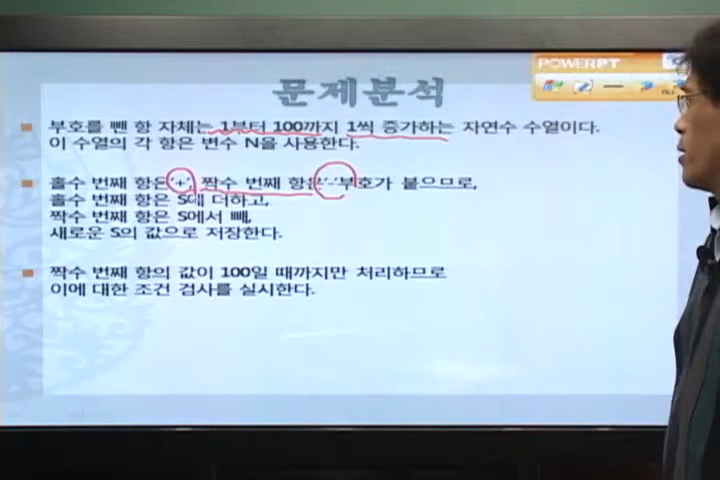 POWERPT
문제분석
부호를 뺀 항 자체는 1부터 100까지 1씩 증가하는 자연수 수열이다.
이 수열의 각 항은 변수 N을 사용한다.
홀수 번째 항은 '+', 짝수 번째 항은 '-'부호가 붙으므로,
홀수 번째 항은 S에 더하고,
짝수 번째 항은 S에서 빼,
새로운 S의 값으로 저장한다.
짝수 번째 항의 값이 100일 때까지만 처리하므로
이에 대한 조건 검사를 실시한다.